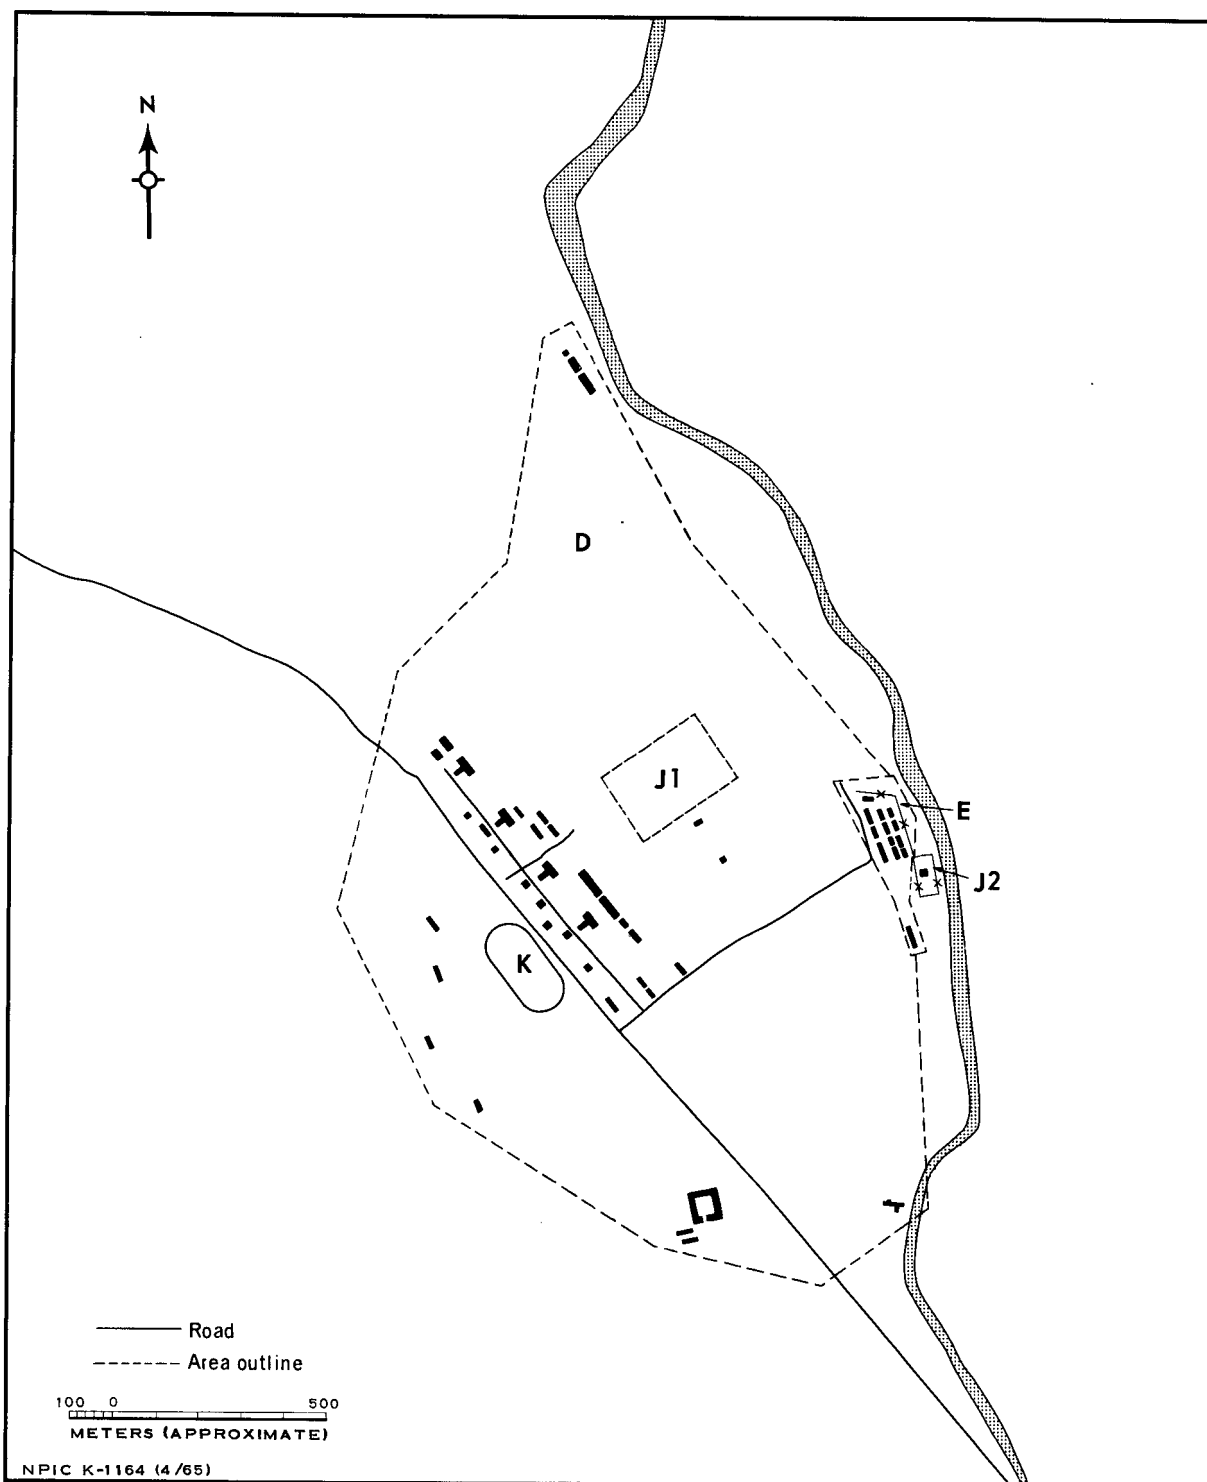 N
D
J1
E
J2
K
Road
Area outline
100 0 500
METERS (APPROXIMATE)
NPIC K-1164 (4/65)